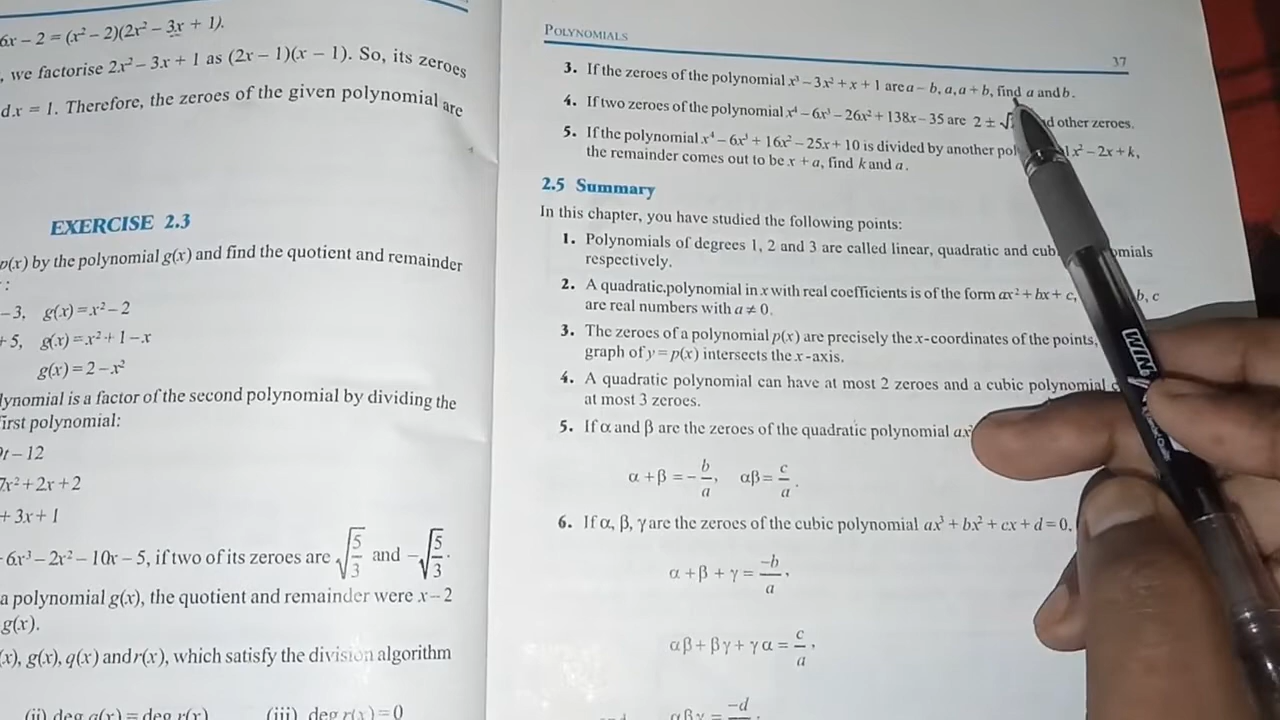 6x – 2 = (x² – 2)(2x² – 3x + 1).
, we factorise 2x² – 3x + 1 as (2x – 1)(x – 1). So, its zeroes
d x = 1. Therefore, the zeroes of the given polynomial are
EXERCISE 2.3
p(x) by the polynomial g(x) and find the quotient and remainder
:
– 3, g(x) = x² – 2
+ 5, g(x) = x² + 1 – x
g(x) = 2 – x²
lynomial is a factor of the second polynomial by dividing the
first polynomial:
t – 12
7x² + 2x + 2
+ 3x + 1
6x³ – 2x² – 10x – 5, if two of its zeroes are √5/3 and –√5/3.
a polynomial g(x), the quotient and remainder were x – 2
g(x).
(x), g(x), q(x) and r(x), which satisfy the division algorithm
(ii) deg q(x) = deg r(x) (iii) deg r(x) = 0
POLYNOMIALS 37
3. If the zeroes of the polynomial x³ – 3x² + x + 1 are a – b, a, a + b, find a and b.
4. If two zeroes of the polynomial x⁴ – 6x³ – 26x² + 138x – 35 are 2 ± √ d other zeroes.
5. If the polynomial x⁴ – 6x³ + 16x² – 25x + 10 is divided by another pol l x² – 2x + k,
the remainder comes out to be x + a, find k and a.
2.5 Summary
In this chapter, you have studied the following points:
1. Polynomials of degrees 1, 2 and 3 are called linear, quadratic and cub omials
respectively.
2. A quadratic polynomial in x with real coefficients is of the form ax² + bx + c, b, c
are real numbers with a ≠ 0.
3. The zeroes of a polynomial p(x) are precisely the x-coordinates of the points,
graph of y = p(x) intersects the x-axis.
4. A quadratic polynomial can have at most 2 zeroes and a cubic polynomial
at most 3 zeroes.
5. If α and β are the zeroes of the quadratic polynomial ax²
α + β = –b/a, αβ = c/a.
6. If α, β, γ are the zeroes of the cubic polynomial ax³ + bx² + cx + d = 0,
α + β + γ = –b/a,
αβ + βγ + γα = c/a,
αβγ = –d
WIN